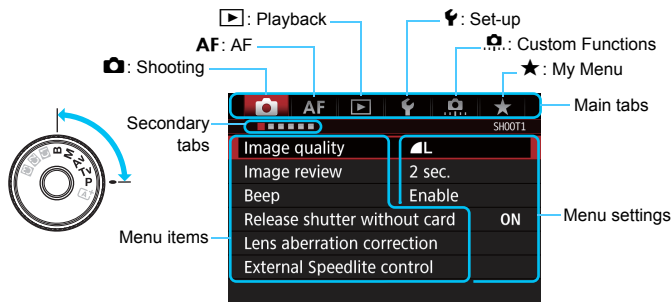 : Playback
: Set-up
AF: AF
: Custom Functions
: Shooting
: My Menu
AF
Main tabs
Secondary tabs
SHOOT1
Image quality L
Image review 2 sec.
Beep Enable
Release shutter without card ON
Lens aberration correction
External Speedlite control
Menu items
Menu settings
B
M
Av
Tv
P
A+